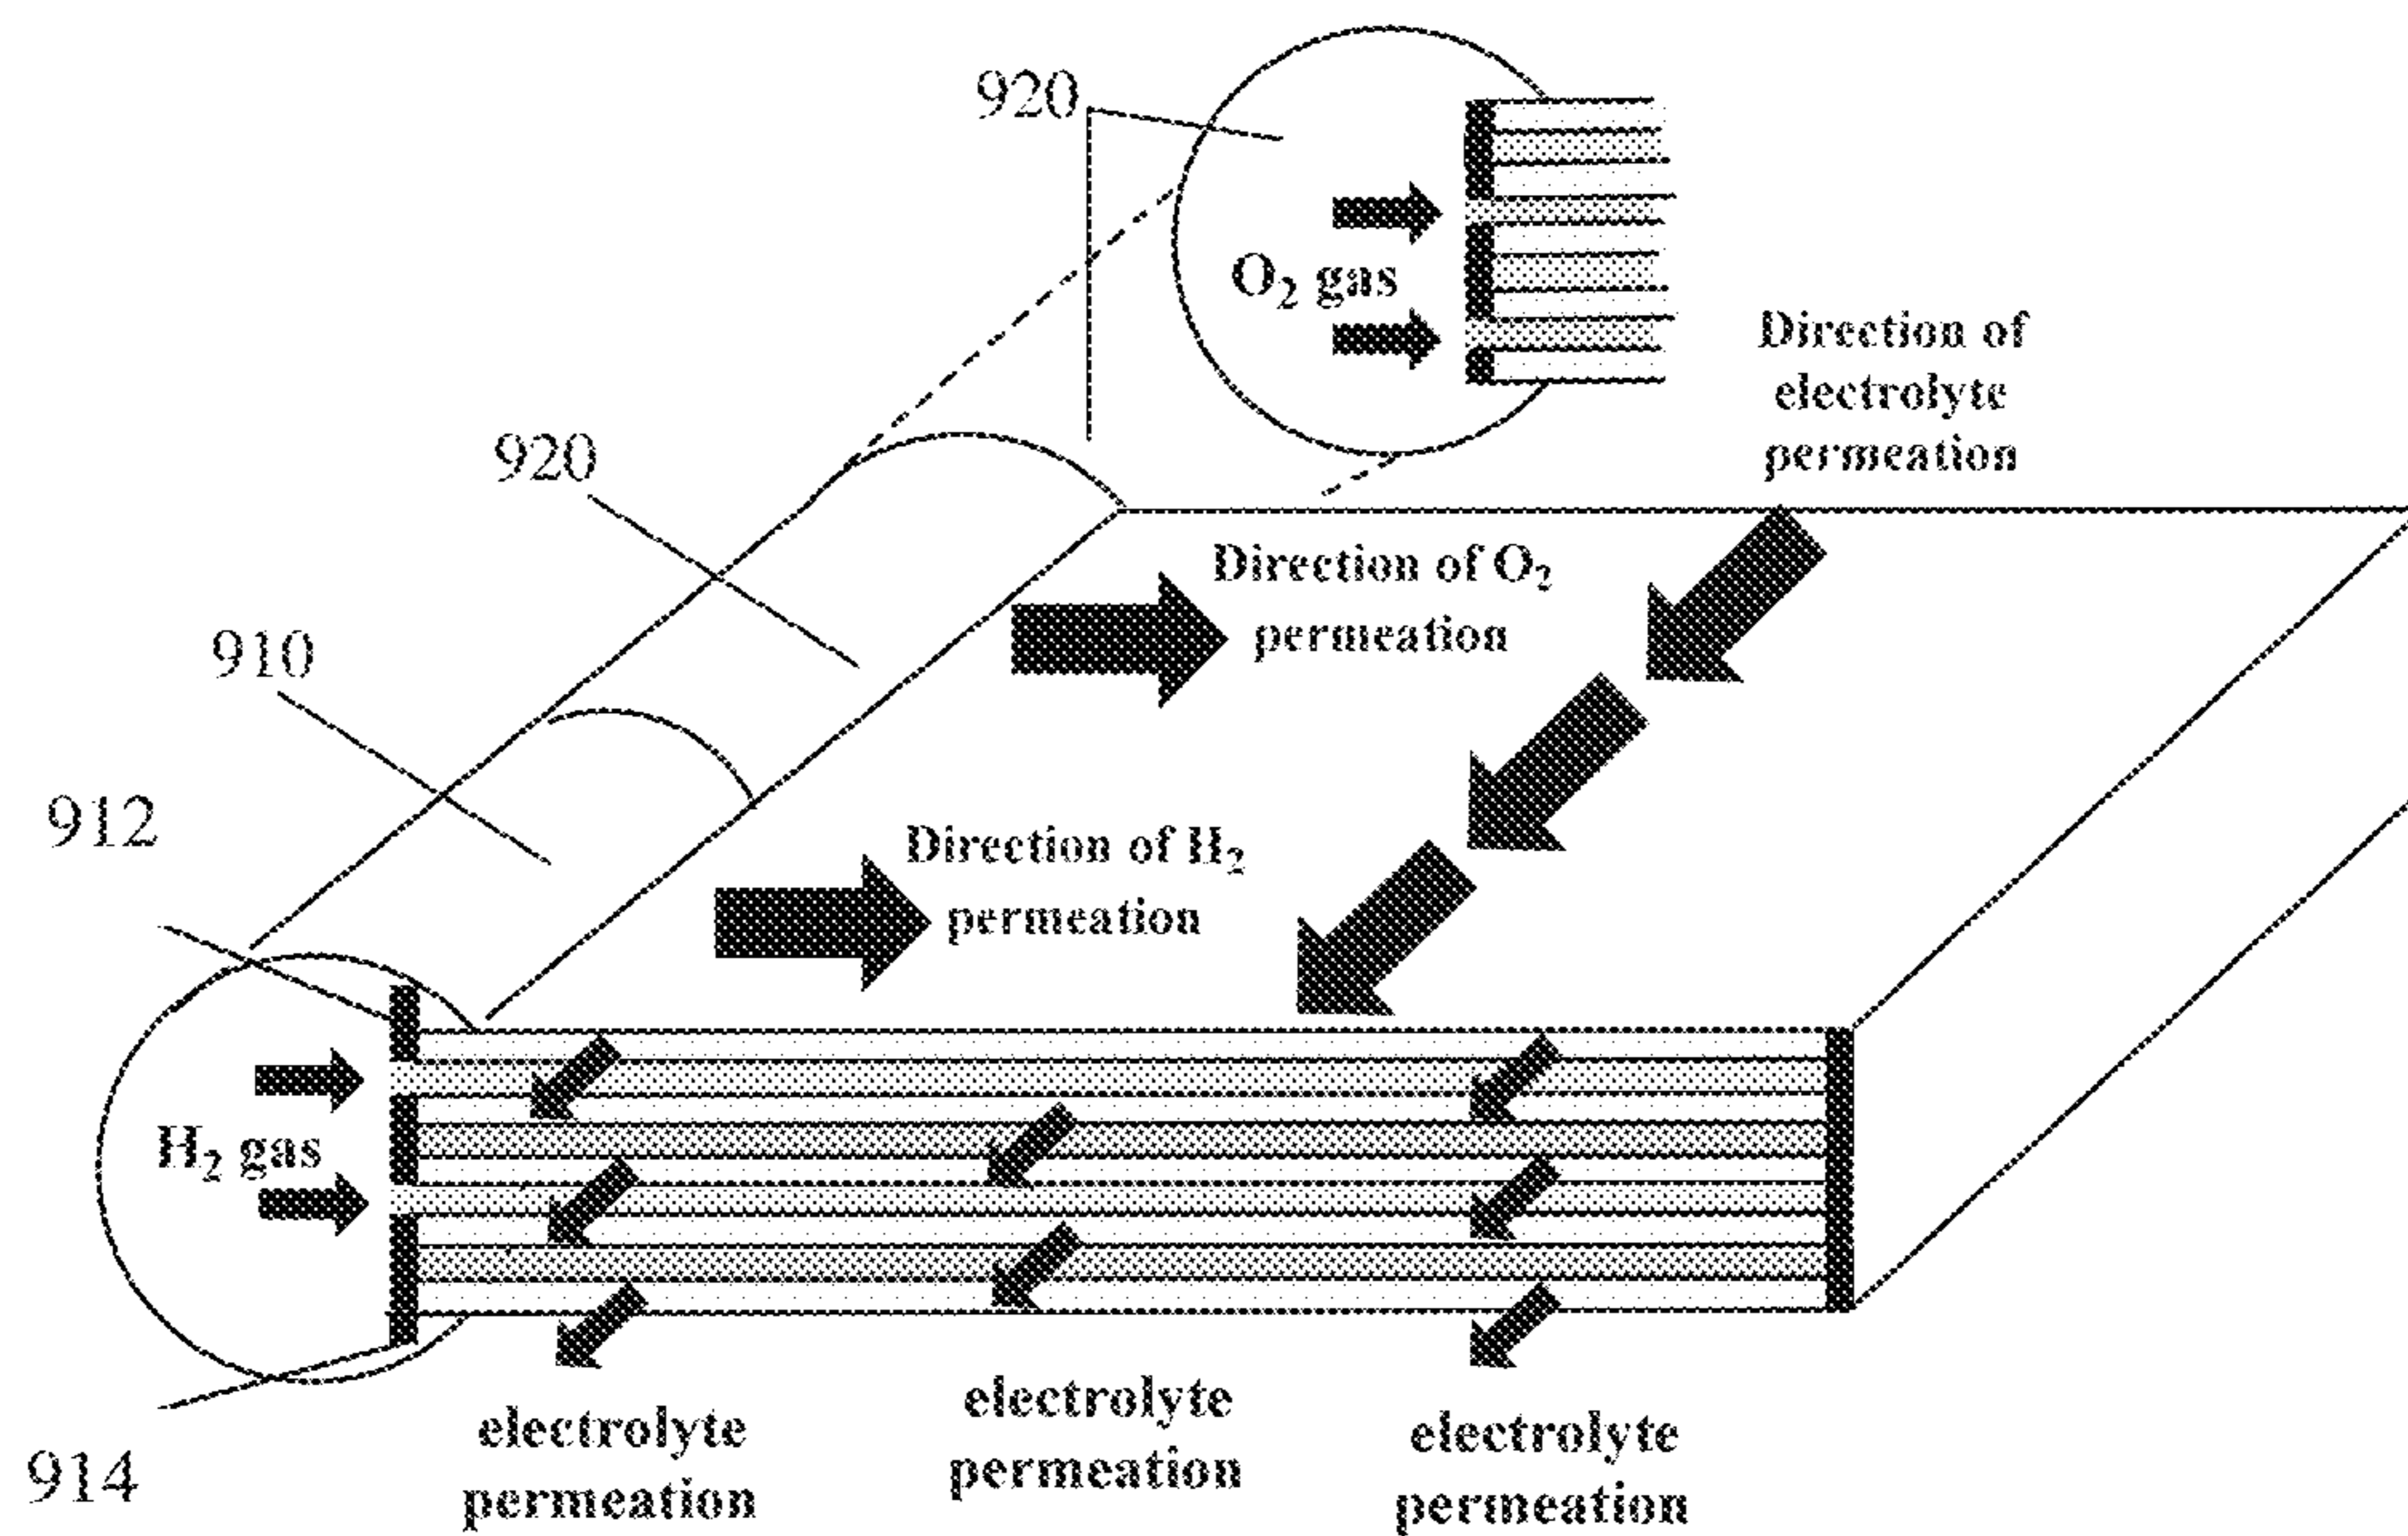 920
O₂ gas
Direction of
electrolyte
permeation
920
Direction of O₂
permeation
910
912
Direction of H₂
permeation
H₂ gas
914
electrolyte
permeation
electrolyte
permeation
electrolyte
permeation